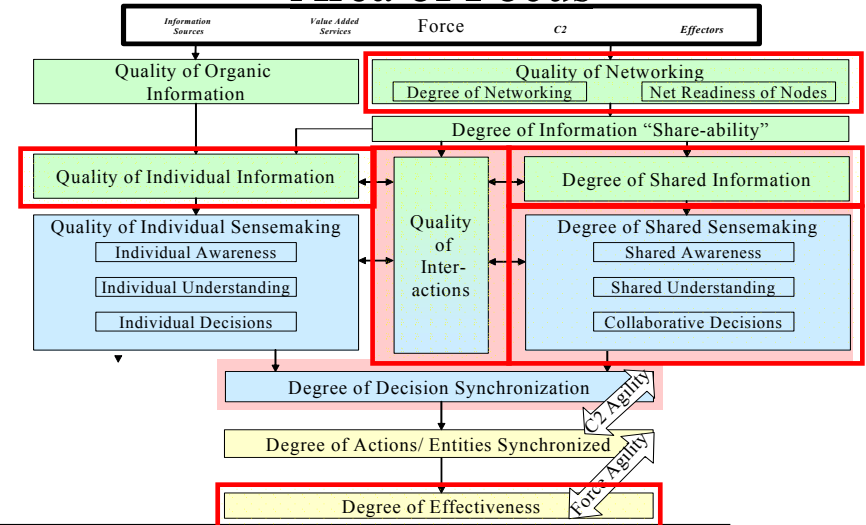 Area of Focus
Information
Sources
Value Added
Services
Force
C2
Effectors
Quality of Organic
Information
Quality of Networking
Degree of Networking
Net Readiness of Nodes
Degree of Information “Share-ability”
Quality of Individual Information
Degree of Shared Information
Quality
of
Inter-
actions
Quality of Individual Sensemaking
Individual Awareness
Individual Understanding
Individual Decisions
Degree of Shared Sensemaking
Shared Awareness
Shared Understanding
Collaborative Decisions
Degree of Decision Synchronization
C2 Agility
Degree of Actions/ Entities Synchronized
Force Agility
Degree of Effectiveness